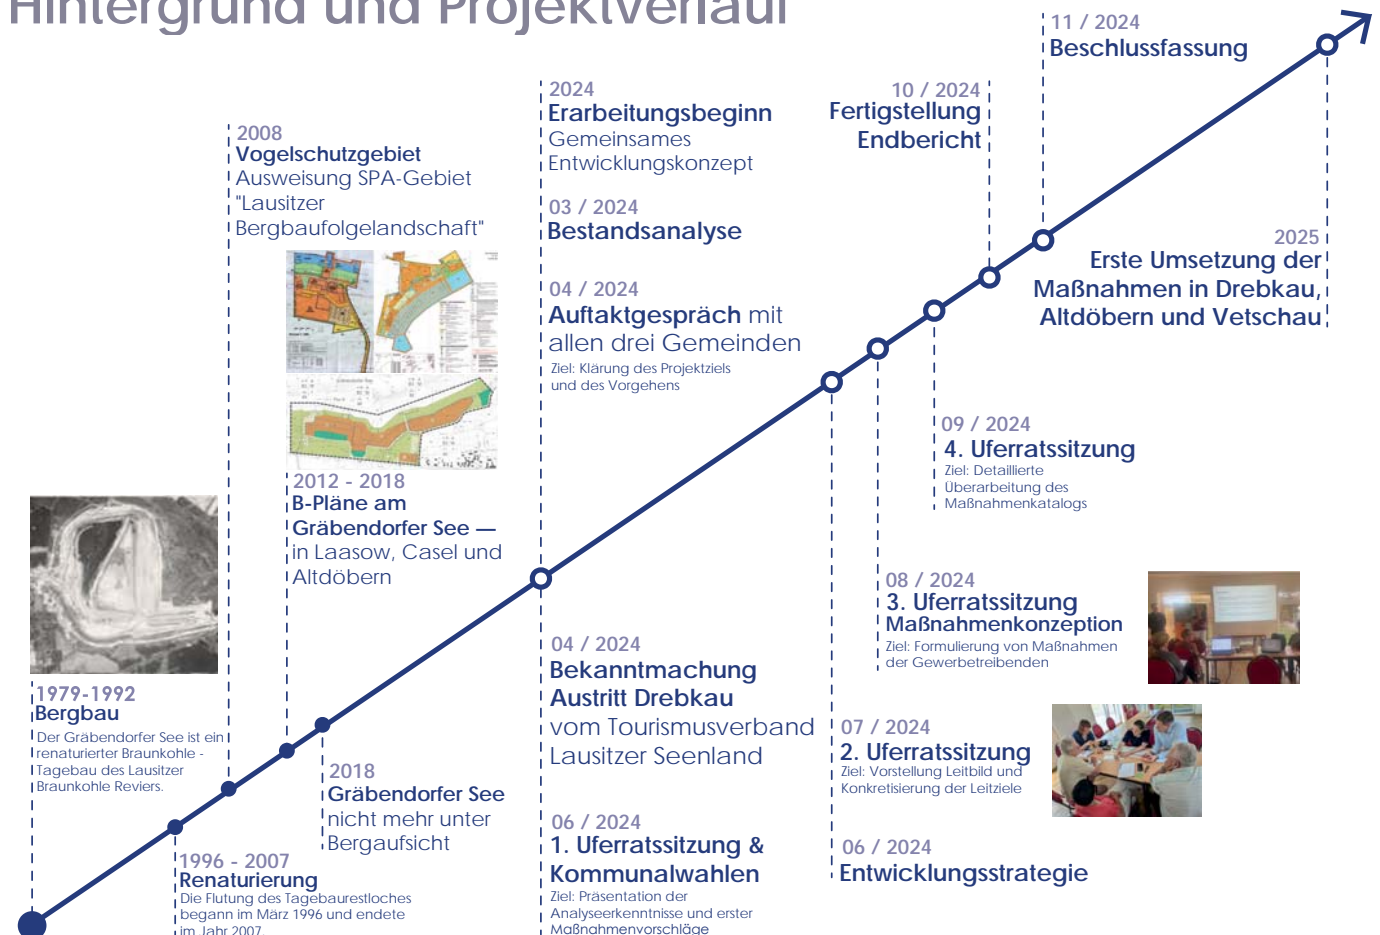 Hintergrund und Projektverlauf
1979-1992
Bergbau
Der Gräbendorfer See ist ein
renaturierter Braunkohle -
Tagebau des Lausitzer
Braunkohle Reviers.
1996 - 2007
Renaturierung
Die Flutung des Tagebaurestloches
begann im März 1996 und endete
im Jahr 2007.
2008
Vogelschutzgebiet
Ausweisung SPA-Gebiet
"Lausitzer
Bergbaufolgelandschaft"
2012 - 2018
B-Pläne am
Gräbendorfer See —
in Laasow, Casel und
Altdöbern
2018
Gräbendorfer See
nicht mehr unter
Bergaufsicht
2024
Erarbeitungsbeginn
Gemeinsames
Entwicklungskonzept
03 / 2024
Bestandsanalyse
04 / 2024
Auftaktgespräch mit
allen drei Gemeinden
Ziel: Klärung des Projektziels
und des Vorgehens
04 / 2024
Bekanntmachung
Austritt Drebkau
vom Tourismusverband
Lausitzer Seenland
06 / 2024
1. Uferratssitzung &
Kommunalwahlen
Ziel: Präsentation der
Analyseerkenntnisse und erster
Maßnahmenvorschläge
06 / 2024
Entwicklungsstrategie
07 / 2024
2. Uferratssitzung
Ziel: Vorstellung Leitbild und
Konkretisierung der Leitziele
08 / 2024
3. Uferratssitzung
Maßnahmenkonzeption
Ziel: Formulierung von Maßnahmen
der Gewerbetreibenden
09 / 2024
4. Uferratssitzung
Ziel: Detaillierte
Überarbeitung des
Maßnahmenkatalogs
10 / 2024
Fertigstellung
Endbericht
11 / 2024
Beschlussfassung
2025
Erste Umsetzung der
Maßnahmen in Drebkau,
Altdöbern und Vetschau